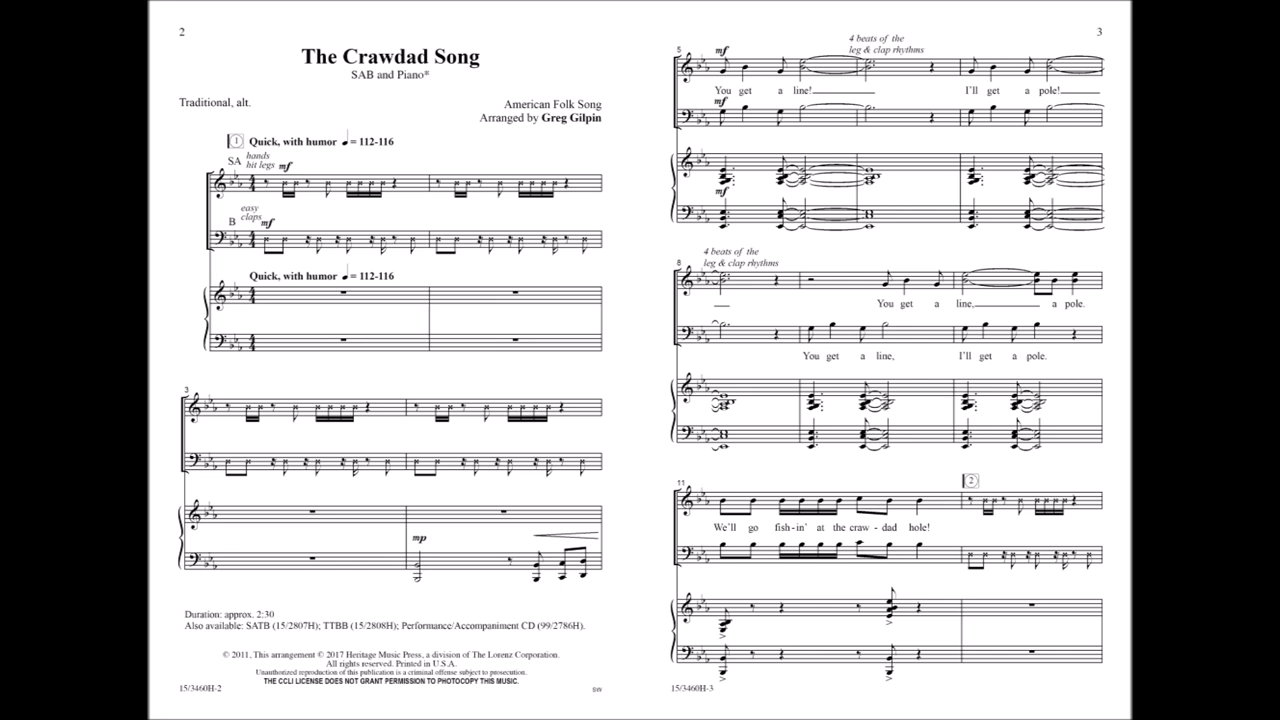 2
The Crawdad Song
SAB and Piano*
Traditional, alt.
American Folk Song
Arranged by Greg Gilpin
1 Quick, with humor ♩ = 112-116
SA hands
hit legs mf
easy
B claps mf
Quick, with humor ♩ = 112-116
3
mp
Duration: approx. 2:30
Also available: SATB (15/2807H); TTBB (15/2808H); Performance/Accompaniment CD (99/2786H).
© 2011, This arrangement © 2017 Heritage Music Press, a division of The Lorenz Corporation.
All rights reserved. Printed in U.S.A.
Unauthorized reproduction of this publication is a criminal offense subject to prosecution.
THE CCLI LICENSE DOES NOT GRANT PERMISSION TO PHOTOCOPY THIS MUSIC.
15/3460H-2
SW
3
4 beats of the
leg & clap rhythms
5 mf
You get a line! I'll get a pole!
mf
mf
4 beats of the
leg & clap rhythms
8
You get a line, a pole.
You get a line, I'll get a pole.
11
2
We'll go fish-in' at the craw-dad hole!
15/3460H-3